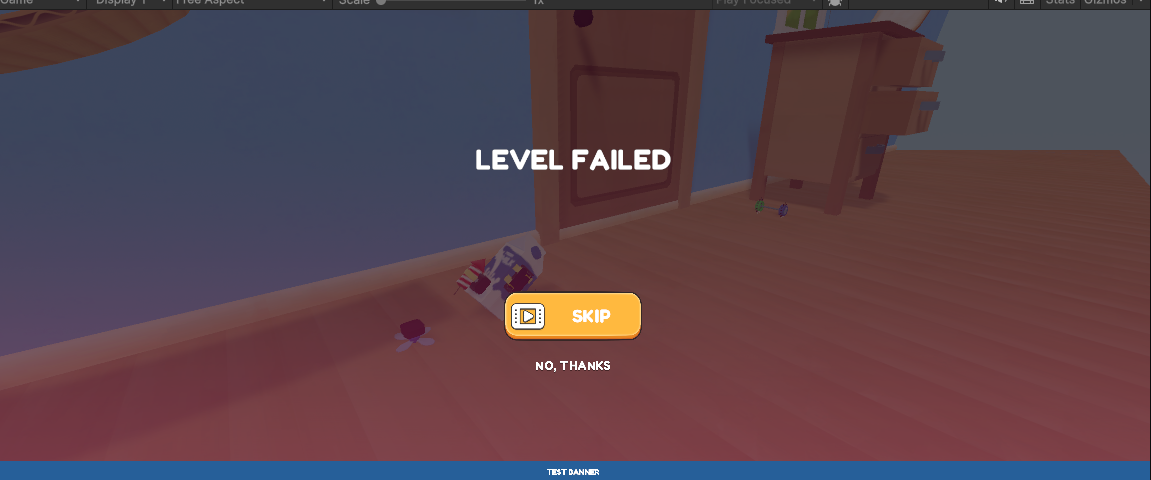 Game Display 1 Free Aspect Scale 1x Play Focused Stats Gizmos
LEVEL FAILED
SKIP
NO, THANKS
TEST BANNER